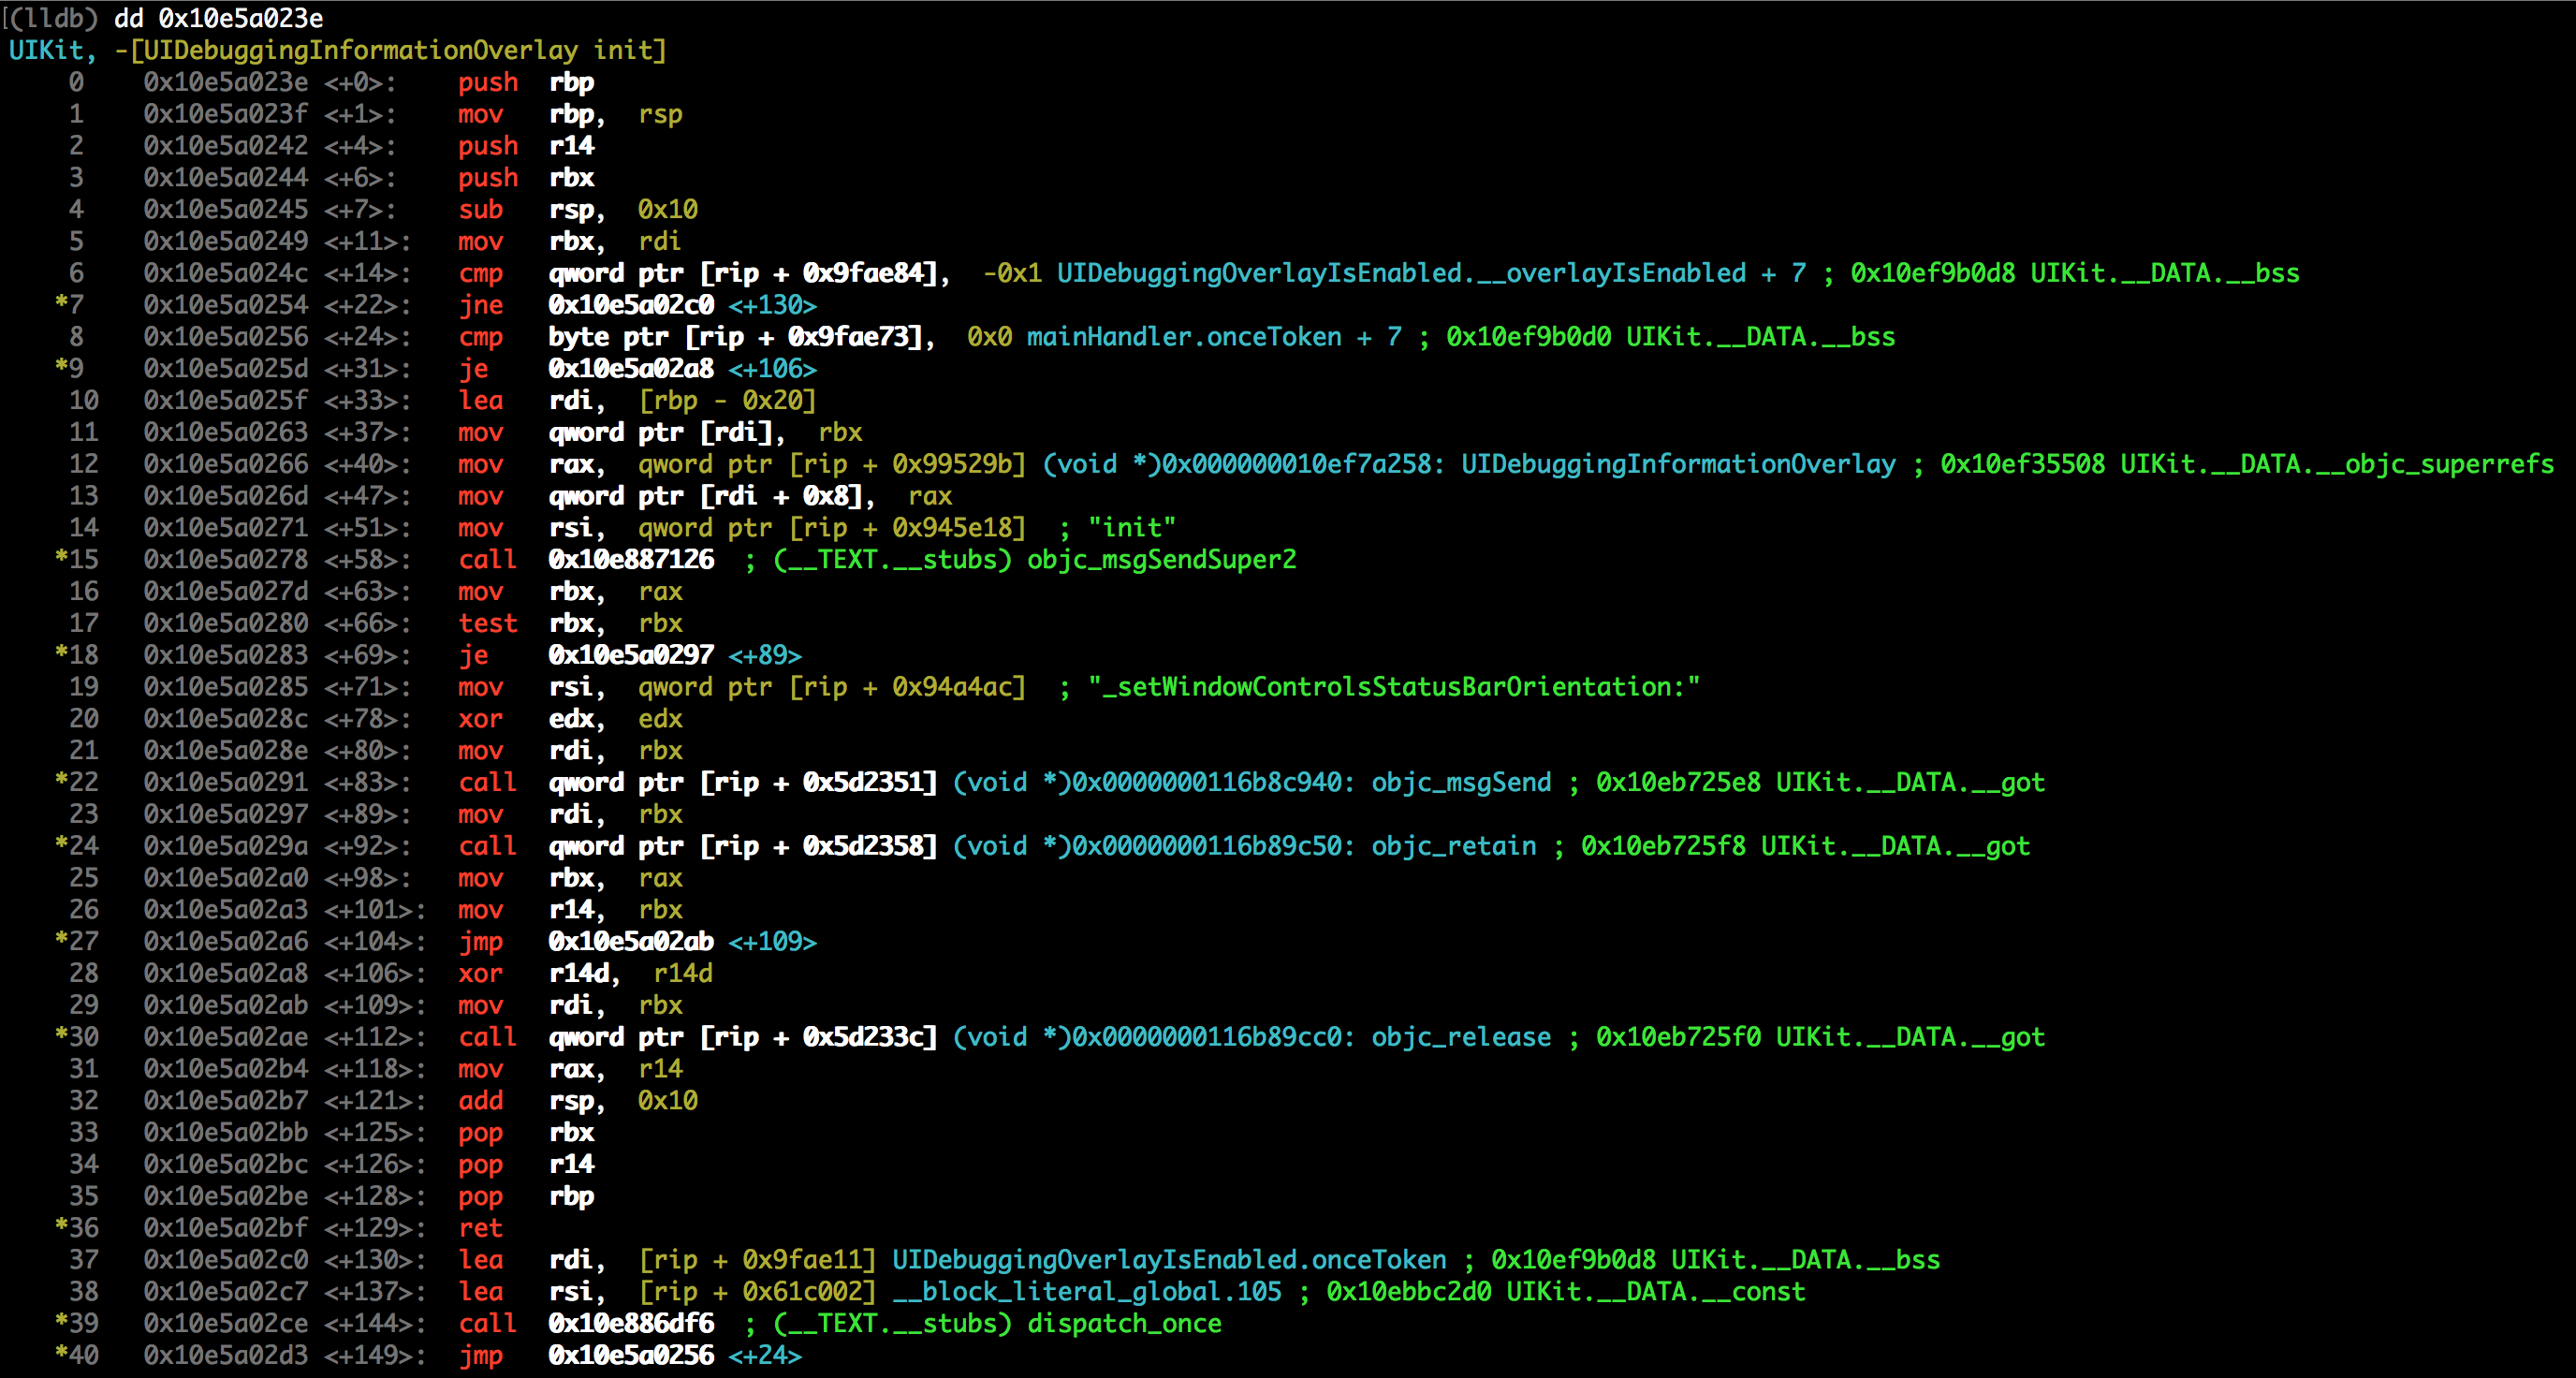 [(lldb) dd 0x10e5a023e
UIKit, -[UIDebuggingInformationOverlay init]
0 0x10e5a023e <+0>: push rbp
1 0x10e5a023f <+1>: mov rbp, rsp
2 0x10e5a0242 <+4>: push r14
3 0x10e5a0244 <+6>: push rbx
4 0x10e5a0245 <+7>: sub rsp, 0x10
5 0x10e5a0249 <+11>: mov rbx, rdi
6 0x10e5a024c <+14>: cmp qword ptr [rip + 0x9fae84], -0x1 UIDebuggingOverlayIsEnabled.__overlayIsEnabled + 7 ; 0x10ef9b0d8 UIKit.__DATA.__bss
*7 0x10e5a0254 <+22>: jne 0x10e5a02c0 <+130>
8 0x10e5a0256 <+24>: cmp byte ptr [rip + 0x9fae73], 0x0 mainHandler.onceToken + 7 ; 0x10ef9b0d0 UIKit.__DATA.__bss
*9 0x10e5a025d <+31>: je 0x10e5a02a8 <+106>
10 0x10e5a025f <+33>: lea rdi, [rbp - 0x20]
11 0x10e5a0263 <+37>: mov qword ptr [rdi], rbx
12 0x10e5a0266 <+40>: mov rax, qword ptr [rip + 0x99529b] (void *)0x000000010ef7a258: UIDebuggingInformationOverlay ; 0x10ef35508 UIKit.__DATA.__objc_superrefs
13 0x10e5a026d <+47>: mov qword ptr [rdi + 0x8], rax
14 0x10e5a0271 <+51>: mov rsi, qword ptr [rip + 0x945e18] ; "init"
*15 0x10e5a0278 <+58>: call 0x10e887126 ; (__TEXT.__stubs) objc_msgSendSuper2
16 0x10e5a027d <+63>: mov rbx, rax
17 0x10e5a0280 <+66>: test rbx, rbx
*18 0x10e5a0283 <+69>: je 0x10e5a0297 <+89>
19 0x10e5a0285 <+71>: mov rsi, qword ptr [rip + 0x94a4ac] ; "_setWindowControlsStatusBarOrientation:"
20 0x10e5a028c <+78>: xor edx, edx
21 0x10e5a028e <+80>: mov rdi, rbx
*22 0x10e5a0291 <+83>: call qword ptr [rip + 0x5d2351] (void *)0x0000000116b8c940: objc_msgSend ; 0x10eb725e8 UIKit.__DATA.__got
23 0x10e5a0297 <+89>: mov rdi, rbx
*24 0x10e5a029a <+92>: call qword ptr [rip + 0x5d2358] (void *)0x0000000116b89c50: objc_retain ; 0x10eb725f8 UIKit.__DATA.__got
25 0x10e5a02a0 <+98>: mov rbx, rax
26 0x10e5a02a3 <+101>: mov r14, rbx
*27 0x10e5a02a6 <+104>: jmp 0x10e5a02ab <+109>
28 0x10e5a02a8 <+106>: xor r14d, r14d
29 0x10e5a02ab <+109>: mov rdi, rbx
*30 0x10e5a02ae <+112>: call qword ptr [rip + 0x5d233c] (void *)0x0000000116b89cc0: objc_release ; 0x10eb725f0 UIKit.__DATA.__got
31 0x10e5a02b4 <+118>: mov rax, r14
32 0x10e5a02b7 <+121>: add rsp, 0x10
33 0x10e5a02bb <+125>: pop rbx
34 0x10e5a02bc <+126>: pop r14
35 0x10e5a02be <+128>: pop rbp
*36 0x10e5a02bf <+129>: ret
37 0x10e5a02c0 <+130>: lea rdi, [rip + 0x9fae11] UIDebuggingOverlayIsEnabled.onceToken ; 0x10ef9b0d8 UIKit.__DATA.__bss
38 0x10e5a02c7 <+137>: lea rsi, [rip + 0x61c002] __block_literal_global.105 ; 0x10ebbc2d0 UIKit.__DATA.__const
*39 0x10e5a02ce <+144>: call 0x10e886df6 ; (__TEXT.__stubs) dispatch_once
*40 0x10e5a02d3 <+149>: jmp 0x10e5a0256 <+24>